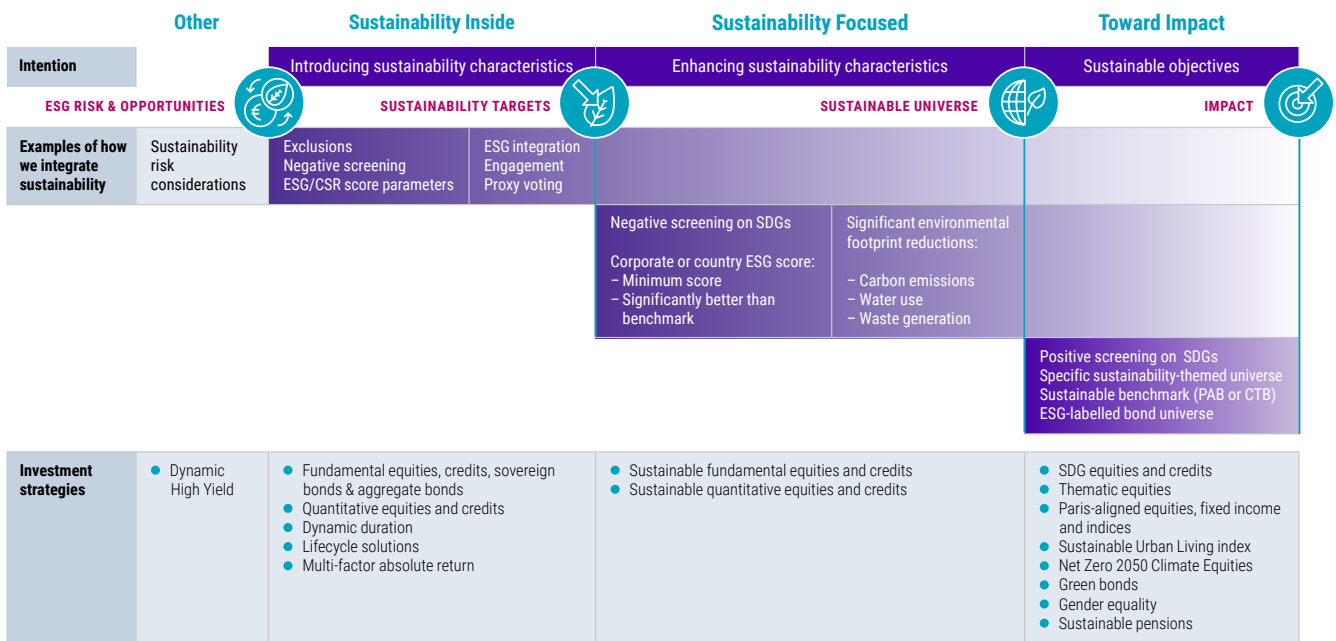 Other
Sustainability Inside
Sustainability Focused
Toward Impact
Intention
Introducing sustainability characteristics
Enhancing sustainability characteristics
Sustainable objectives
ESG RISK & OPPORTUNITIES
€
SUSTAINABILITY TARGETS
SUSTAINABLE UNIVERSE
IMPACT
Examples of how
we integrate
sustainability
Sustainability
risk
considerations
Exclusions
Negative screening
ESG/CSR score parameters
ESG integration
Engagement
Proxy voting
Negative screening on SDGs
Corporate or country ESG score:
– Minimum score
– Significantly better than
benchmark
Significant environmental
footprint reductions:
– Carbon emissions
– Water use
– Waste generation
Positive screening on SDGs
Specific sustainability-themed universe
Sustainable benchmark (PAB or CTB)
ESG-labelled bond universe
Investment
strategies
● Dynamic
High Yield
● Fundamental equities, credits, sovereign
bonds & aggregate bonds
● Quantitative equities and credits
● Dynamic duration
● Lifecycle solutions
● Multi-factor absolute return
● Sustainable fundamental equities and credits
● Sustainable quantitative equities and credits
● SDG equities and credits
● Thematic equities
● Paris-aligned equities, fixed income
and indices
● Sustainable Urban Living index
● Net Zero 2050 Climate Equities
● Green bonds
● Gender equality
● Sustainable pensions